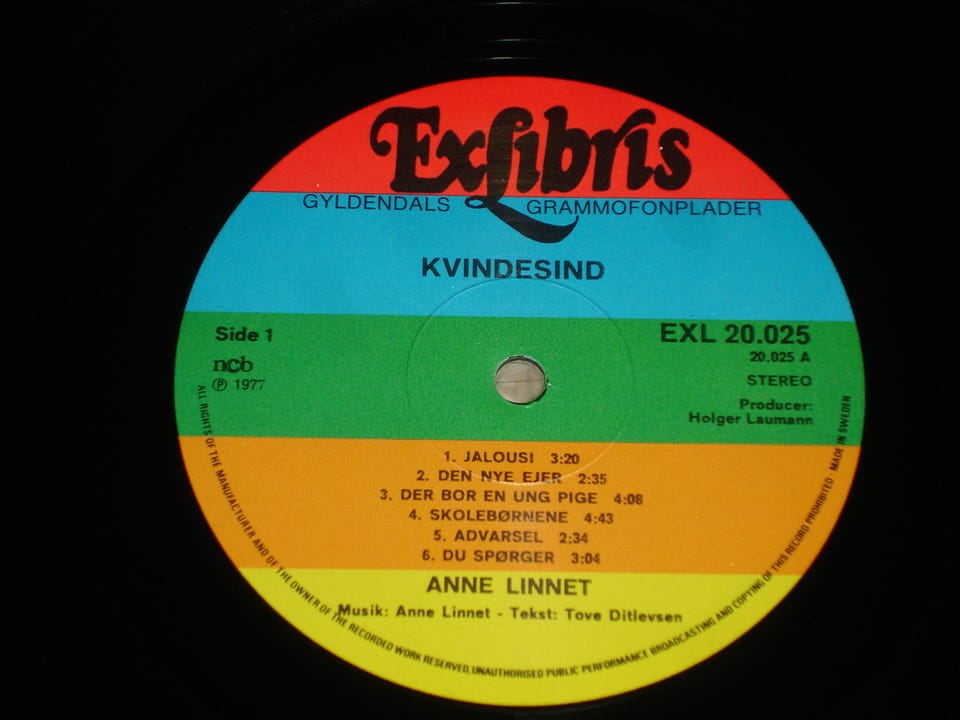 ExLibris
GYLDENDALS GRAMMOFONPLADER
KVINDESIND
Side 1
ncb
℗ 1977
EXL 20.025
20.025 A
STEREO
Producer:
Holger Laumann
1. JALOUSI 3:20
2. DEN NYE EJER 2:35
3. DER BOR EN UNG PIGE 4:08
4. SKOLEBØRNENE 4:43
5. ADVARSEL 2:34
6. DU SPØRGER 3:04
ANNE LINNET
Musik: Anne Linnet - Tekst: Tove Ditlevsen
ALL RIGHTS OF THE MANUFACTURER AND OF THE OWNER OF THE RECORDED WORK RESERVED, UNAUTHORISED PUBLIC PERFORMANCE BROADCASTING AND COPYING OF THIS RECORD PROHIBITED · MADE IN SWEDEN